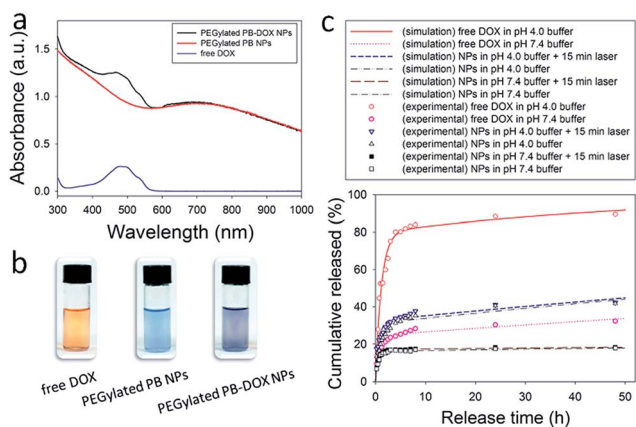 a
PEGylated PB-DOX NPs
PEGylated PB NPs
free DOX
Absorbance (a.u.)
1.5
1.0
0.5
0.0
300 400 500 600 700 800 900 1000
Wavelength (nm)
b
free DOX
PEGylated PB NPs
PEGylated PB-DOX NPs
c
(simulation) free DOX in pH 4.0 buffer
(simulation) free DOX in pH 7.4 buffer
(simulation) NPs in pH 4.0 buffer + 15 min laser
(simulation) NPs in pH 4.0 buffer
(simulation) NPs in pH 7.4 buffer + 15 min laser
(simulation) NPs in pH 7.4 buffer
(experimental) free DOX in pH 4.0 buffer
(experimental) free DOX in pH 7.4 buffer
(experimental) NPs in pH 4.0 buffer + 15 min laser
(experimental) NPs in pH 4.0 buffer
(experimental) NPs in pH 7.4 buffer + 15 min laser
(experimental) NPs in pH 7.4 buffer
Cumulative released (%)
100
80
60
40
20
0
0 10 20 30 40 50
Release time (h)